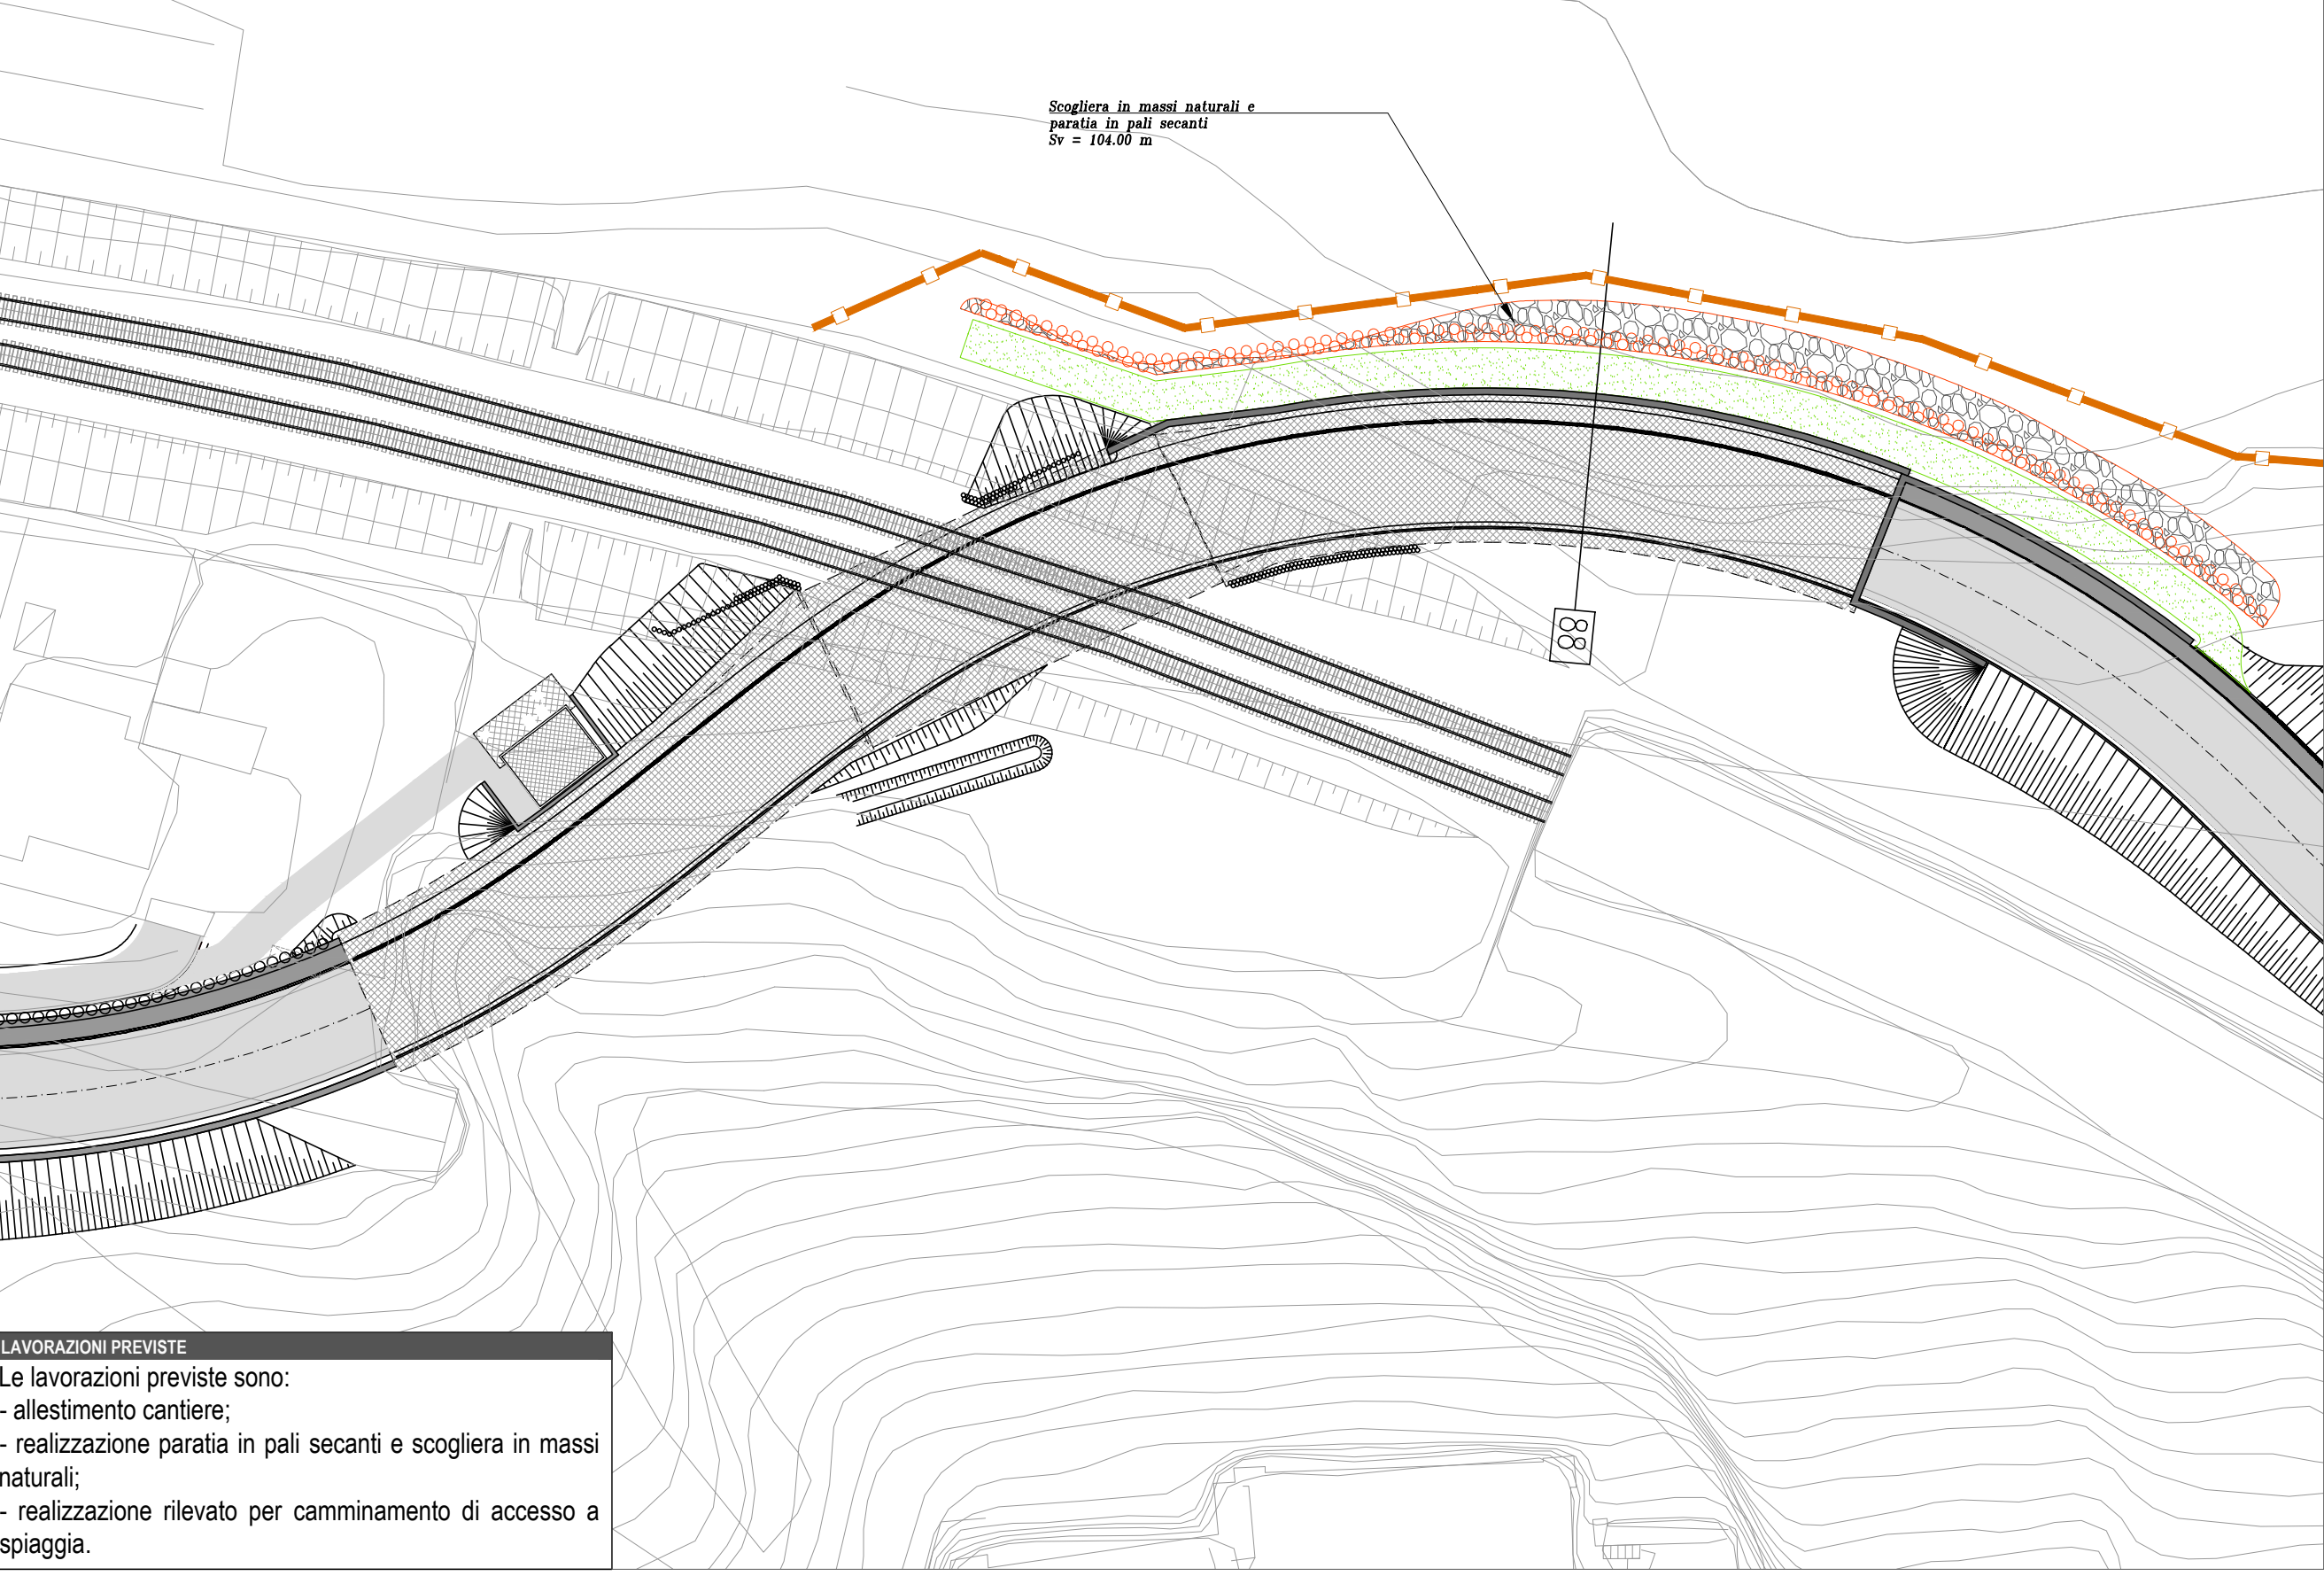 Scogliera in massi naturali e
paratia in pali secanti
Sv = 104.00 m
88
LAVORAZIONI PREVISTE
Le lavorazioni previste sono:
- allestimento cantiere;
- realizzazione paratia in pali secanti e scogliera in massi
naturali;
- realizzazione rilevato per camminamento di accesso a
spiaggia.